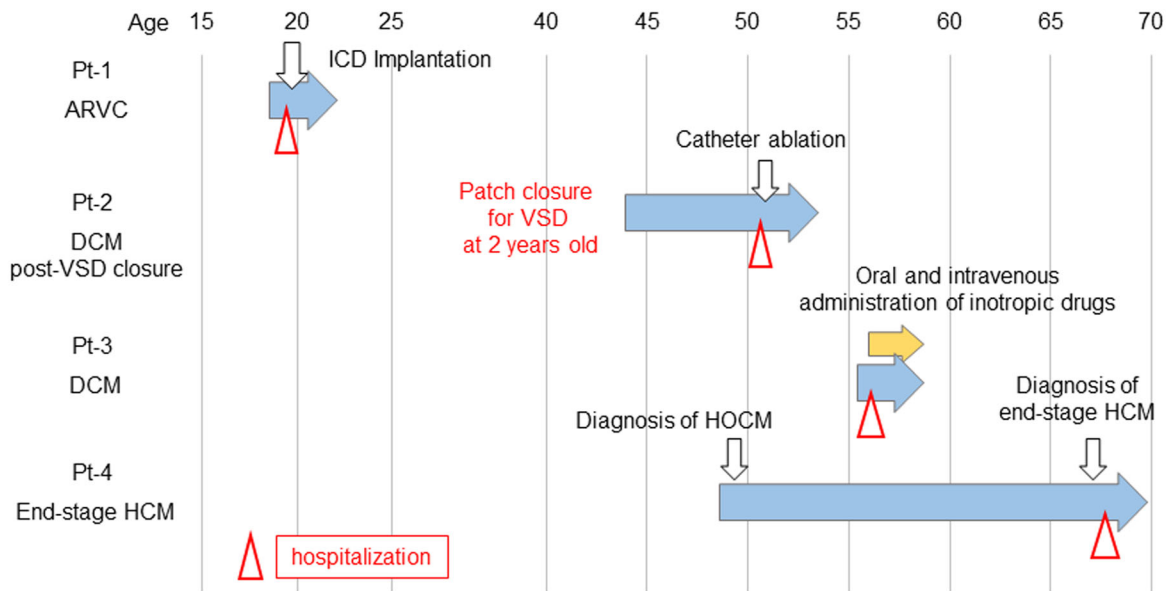 Age 15 20 25 40 45 50 55 60 65 70
ICD Implantation
Pt-1
ARVC
Catheter ablation
Patch closure
for VSD
at 2 years old
Pt-2
DCM
post-VSD closure
Oral and intravenous
administration of inotropic drugs
Pt-3
DCM
Diagnosis of HOCM
Diagnosis of
end-stage HCM
Pt-4
End-stage HCM
hospitalization